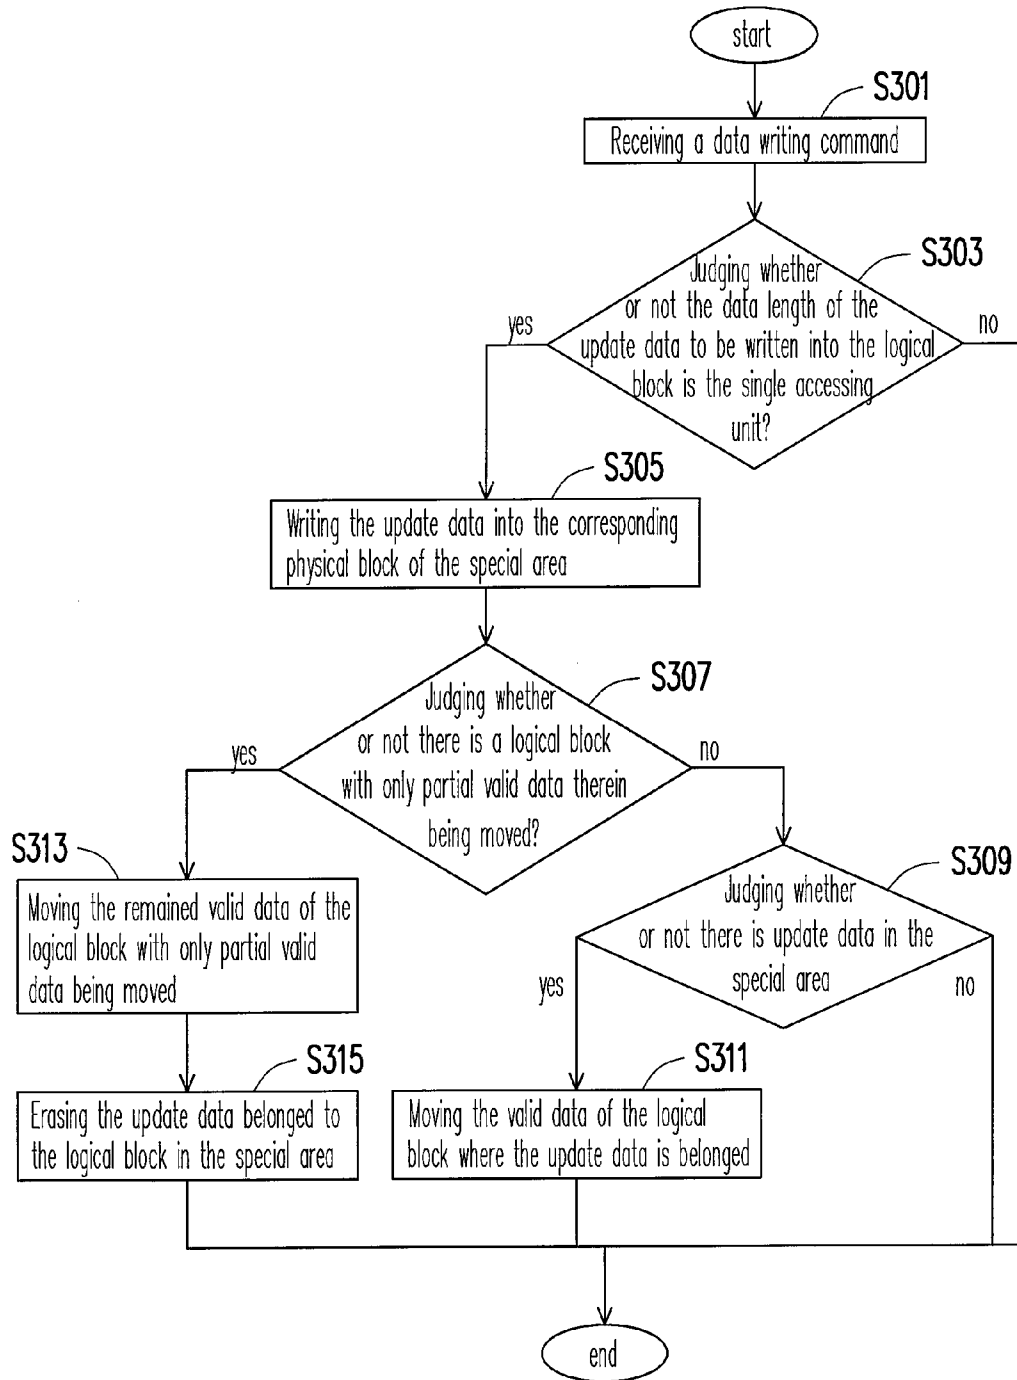 start
S301
Receiving a data writing command
S303
Judging whether
or not the data length of the
update data to be written into the logical
block is the single accessing
unit?
yes
no
S305
Writing the update data into the corresponding
physical block of the special area
S307
Judging whether
or not there is a logical block
with only partial valid data therein
being moved?
yes
no
S313
Moving the remained valid data of the
logical block with only partial valid
data being moved
S309
Judging whether
or not there is update data in the
special area
yes
no
S315
Erasing the update data belonged to
the logical block in the special area
S311
Moving the valid data of the logical
block where the update data is belonged
end